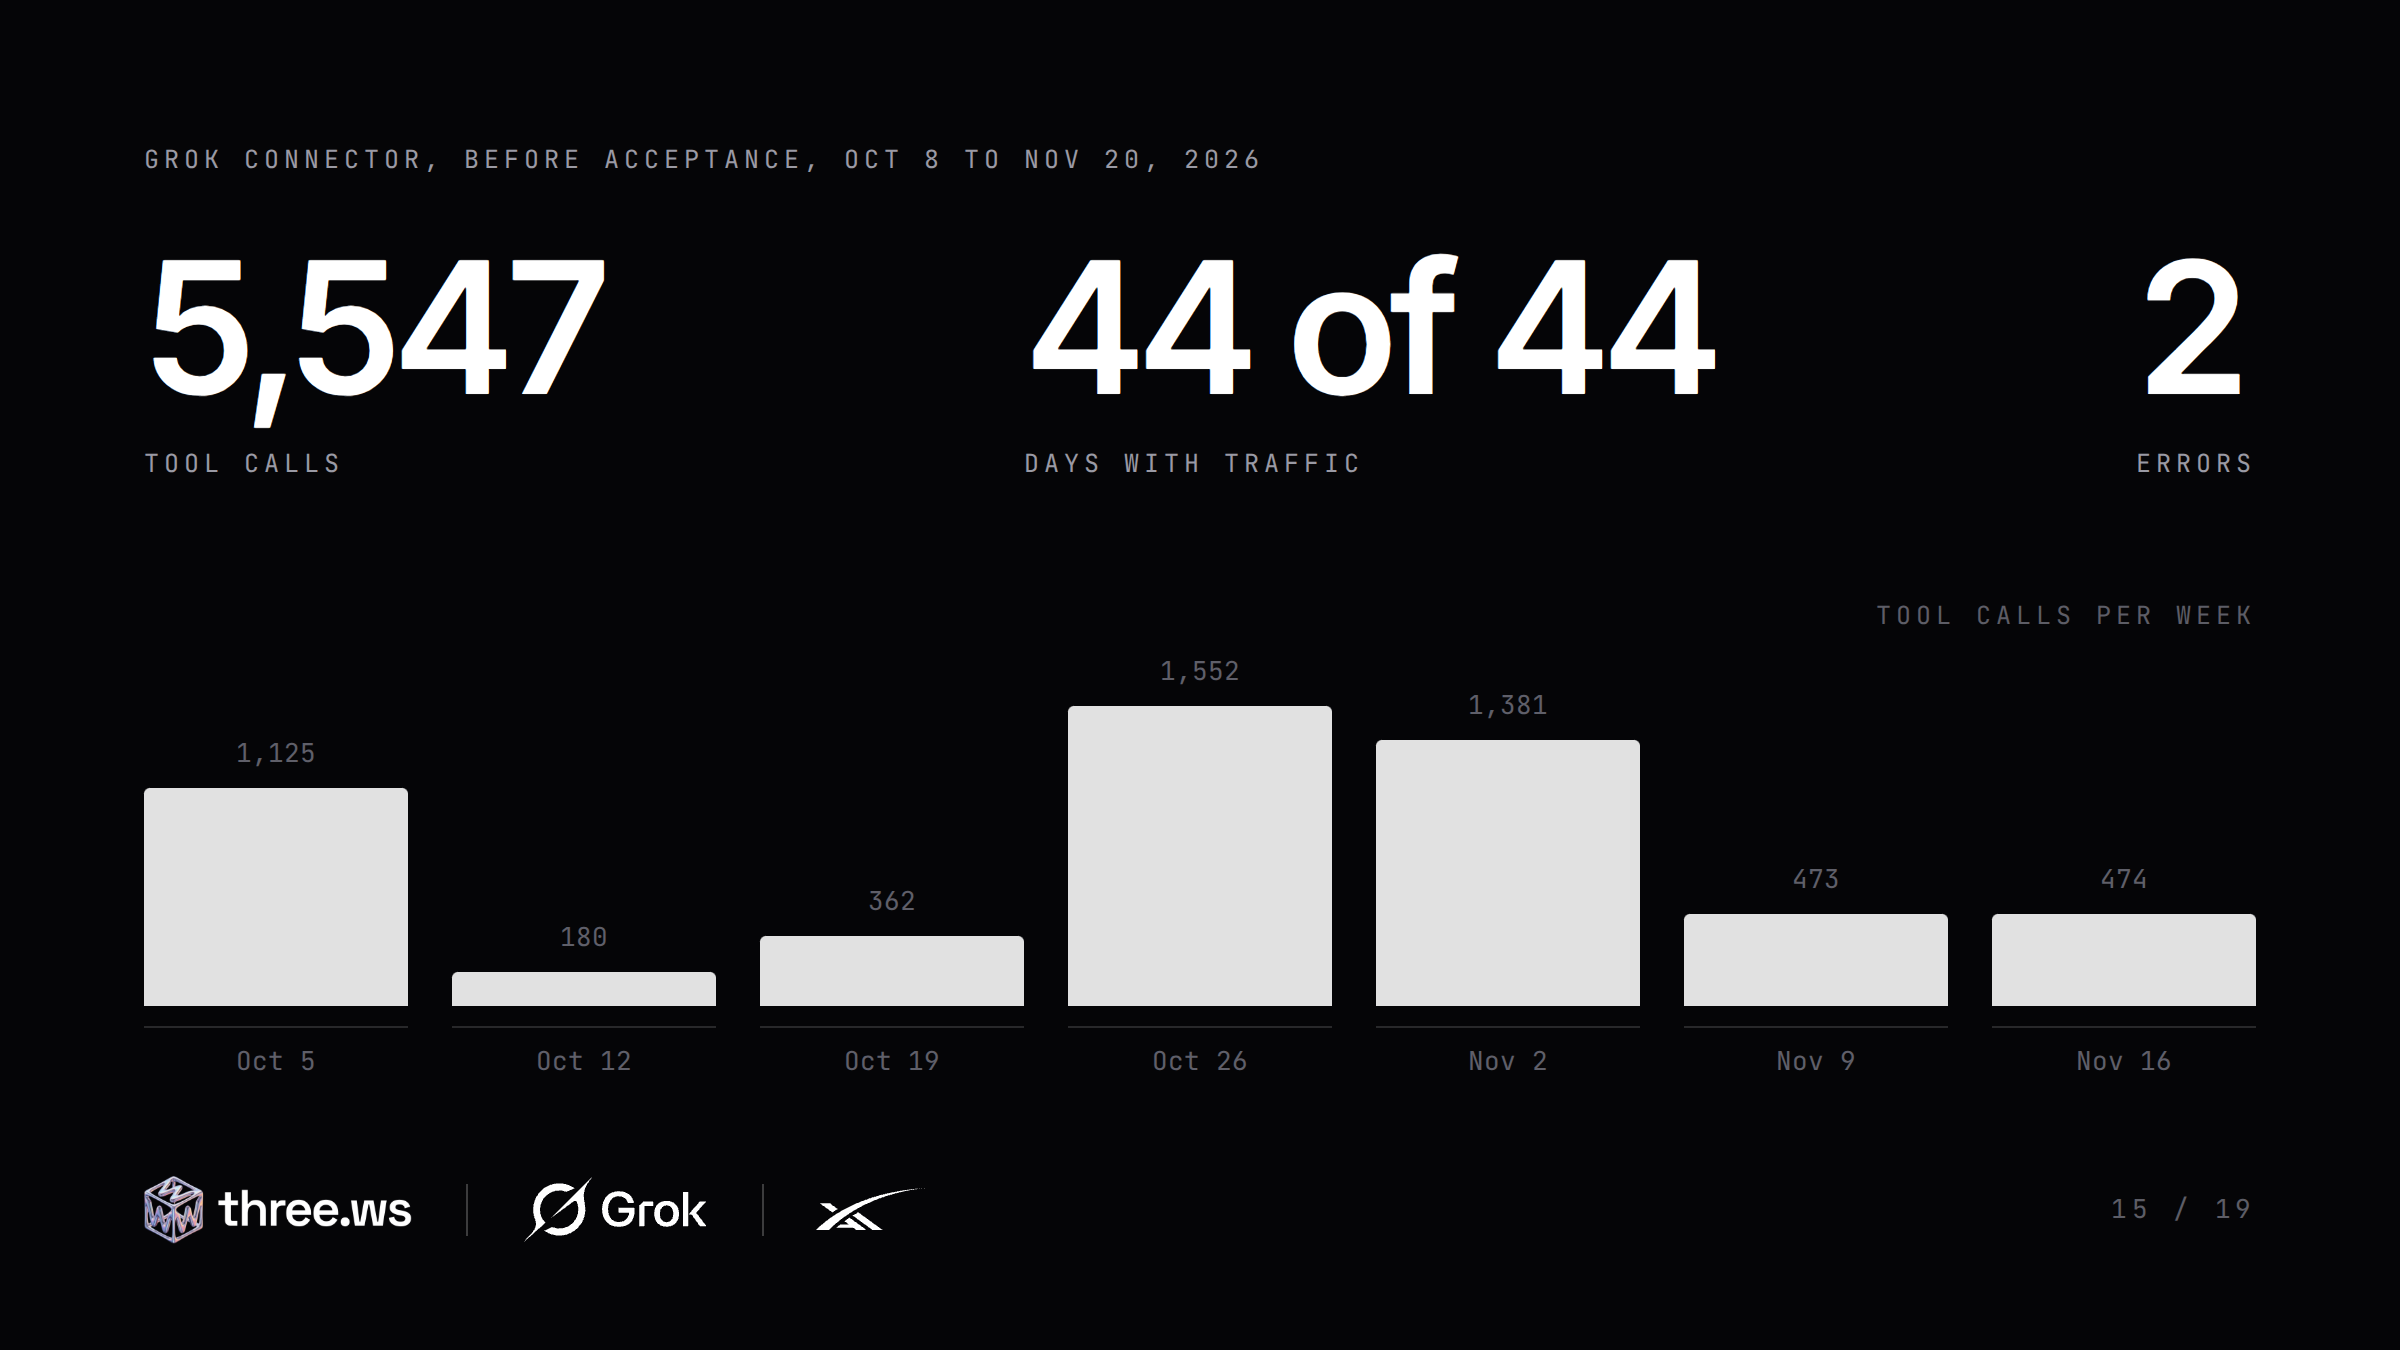 GROK CONNECTOR, BEFORE ACCEPTANCE, OCT 8 TO NOV 20, 2026
5,547 44 of 44 2
TOOL CALLS DAYS WITH TRAFFIC ERRORS
TOOL CALLS PER WEEK
1,125 180 362 1,552 1,381 473 474
Oct 5 Oct 12 Oct 19 Oct 26 Nov 2 Nov 9 Nov 16
three.ws Grok 15 / 19